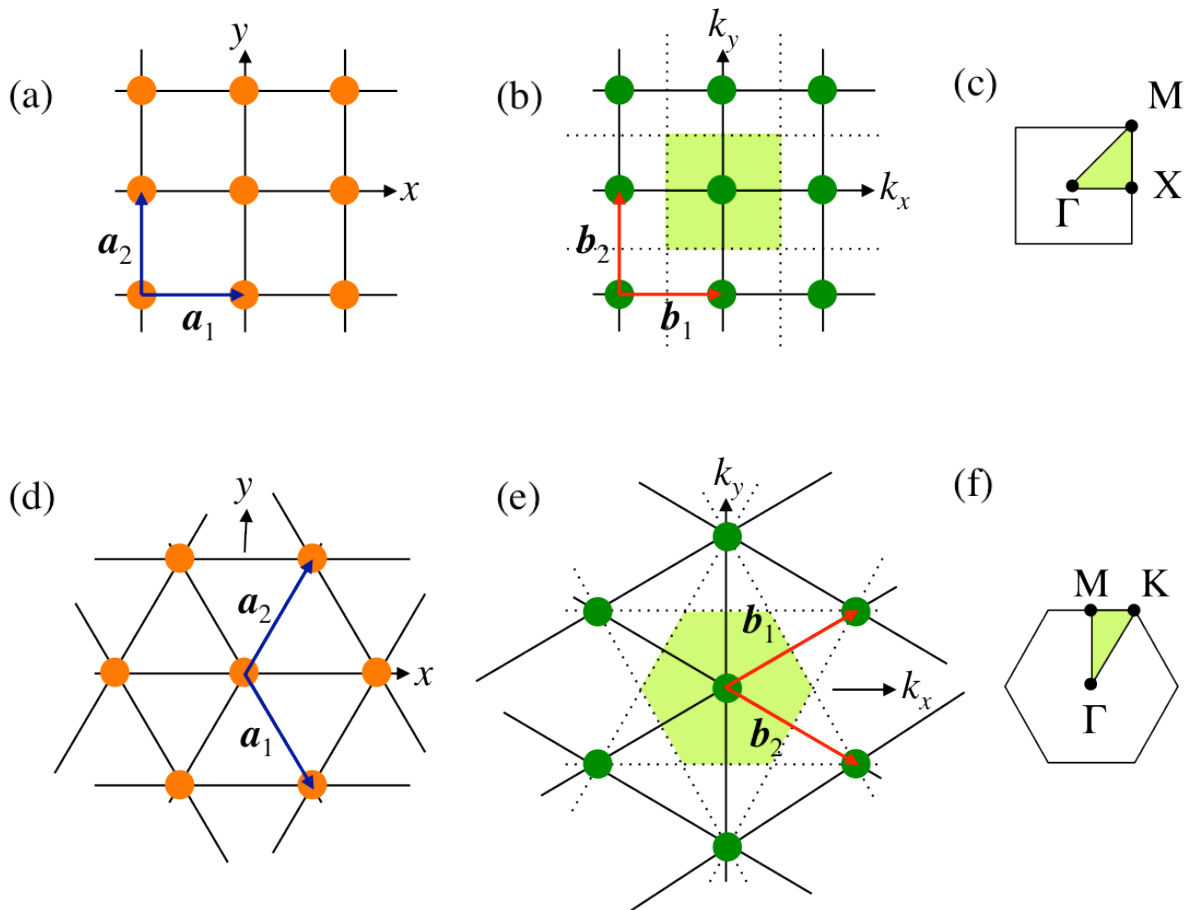 (a)
y
x
a2
a1
(b)
ky
kx
b2
b1
(c)
M
Γ
X
(d)
y
x
a2
a1
(e)
ky
kx
b1
b2
(f)
M K
Γ